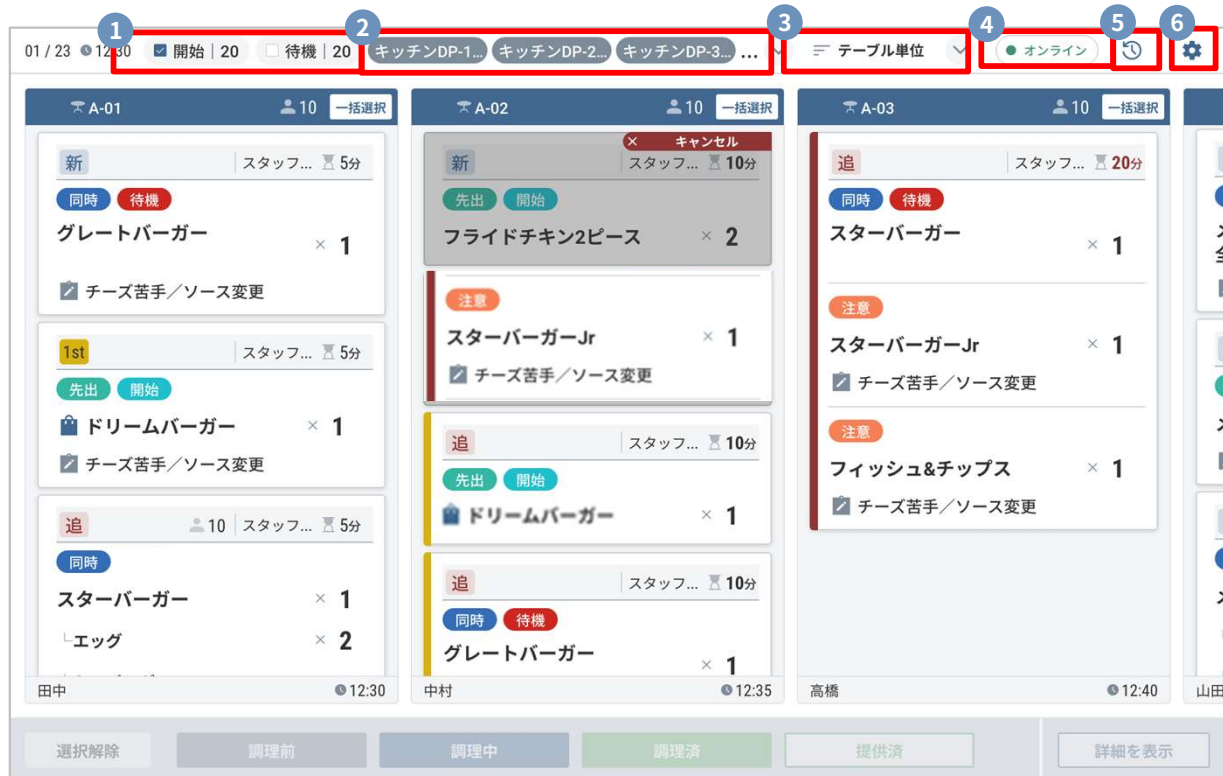 1 2 3 4 5 6
01 / 23 12:30 開始 | 20 待機 | 20 キッチンDP-1... キッチンDP-2... キッチンDP-3... ... テーブル単位 オンライン
A-01 10 一括選択
新 スタッフ... 5分
同時 待機
グレートバーガー × 1
チーズ苦手／ソース変更
1st スタッフ... 5分
先出 開始
ドリームバーガー × 1
チーズ苦手／ソース変更
追 10 スタッフ... 5分
同時
スターバーガー × 1
└エッグ × 2
田中 12:30
A-02 10 一括選択
× キャンセル
新 スタッフ... 10分
先出 開始
フライドチキン2ピース × 2
注意
スターバーガーJr × 1
チーズ苦手／ソース変更
追 スタッフ... 10分
先出 開始
ドリームバーガー × 1
追 スタッフ... 10分
同時 待機
グレートバーガー × 1
中村 12:35
A-03 10 一括選択
追 スタッフ... 20分
同時 待機
スターバーガー × 1
注意
スターバーガーJr × 1
チーズ苦手／ソース変更
注意
フィッシュ&チップス × 1
チーズ苦手／ソース変更
高橋 12:40
山田
選択解除 調理前 調理中 調理済 提供済 詳細を表示